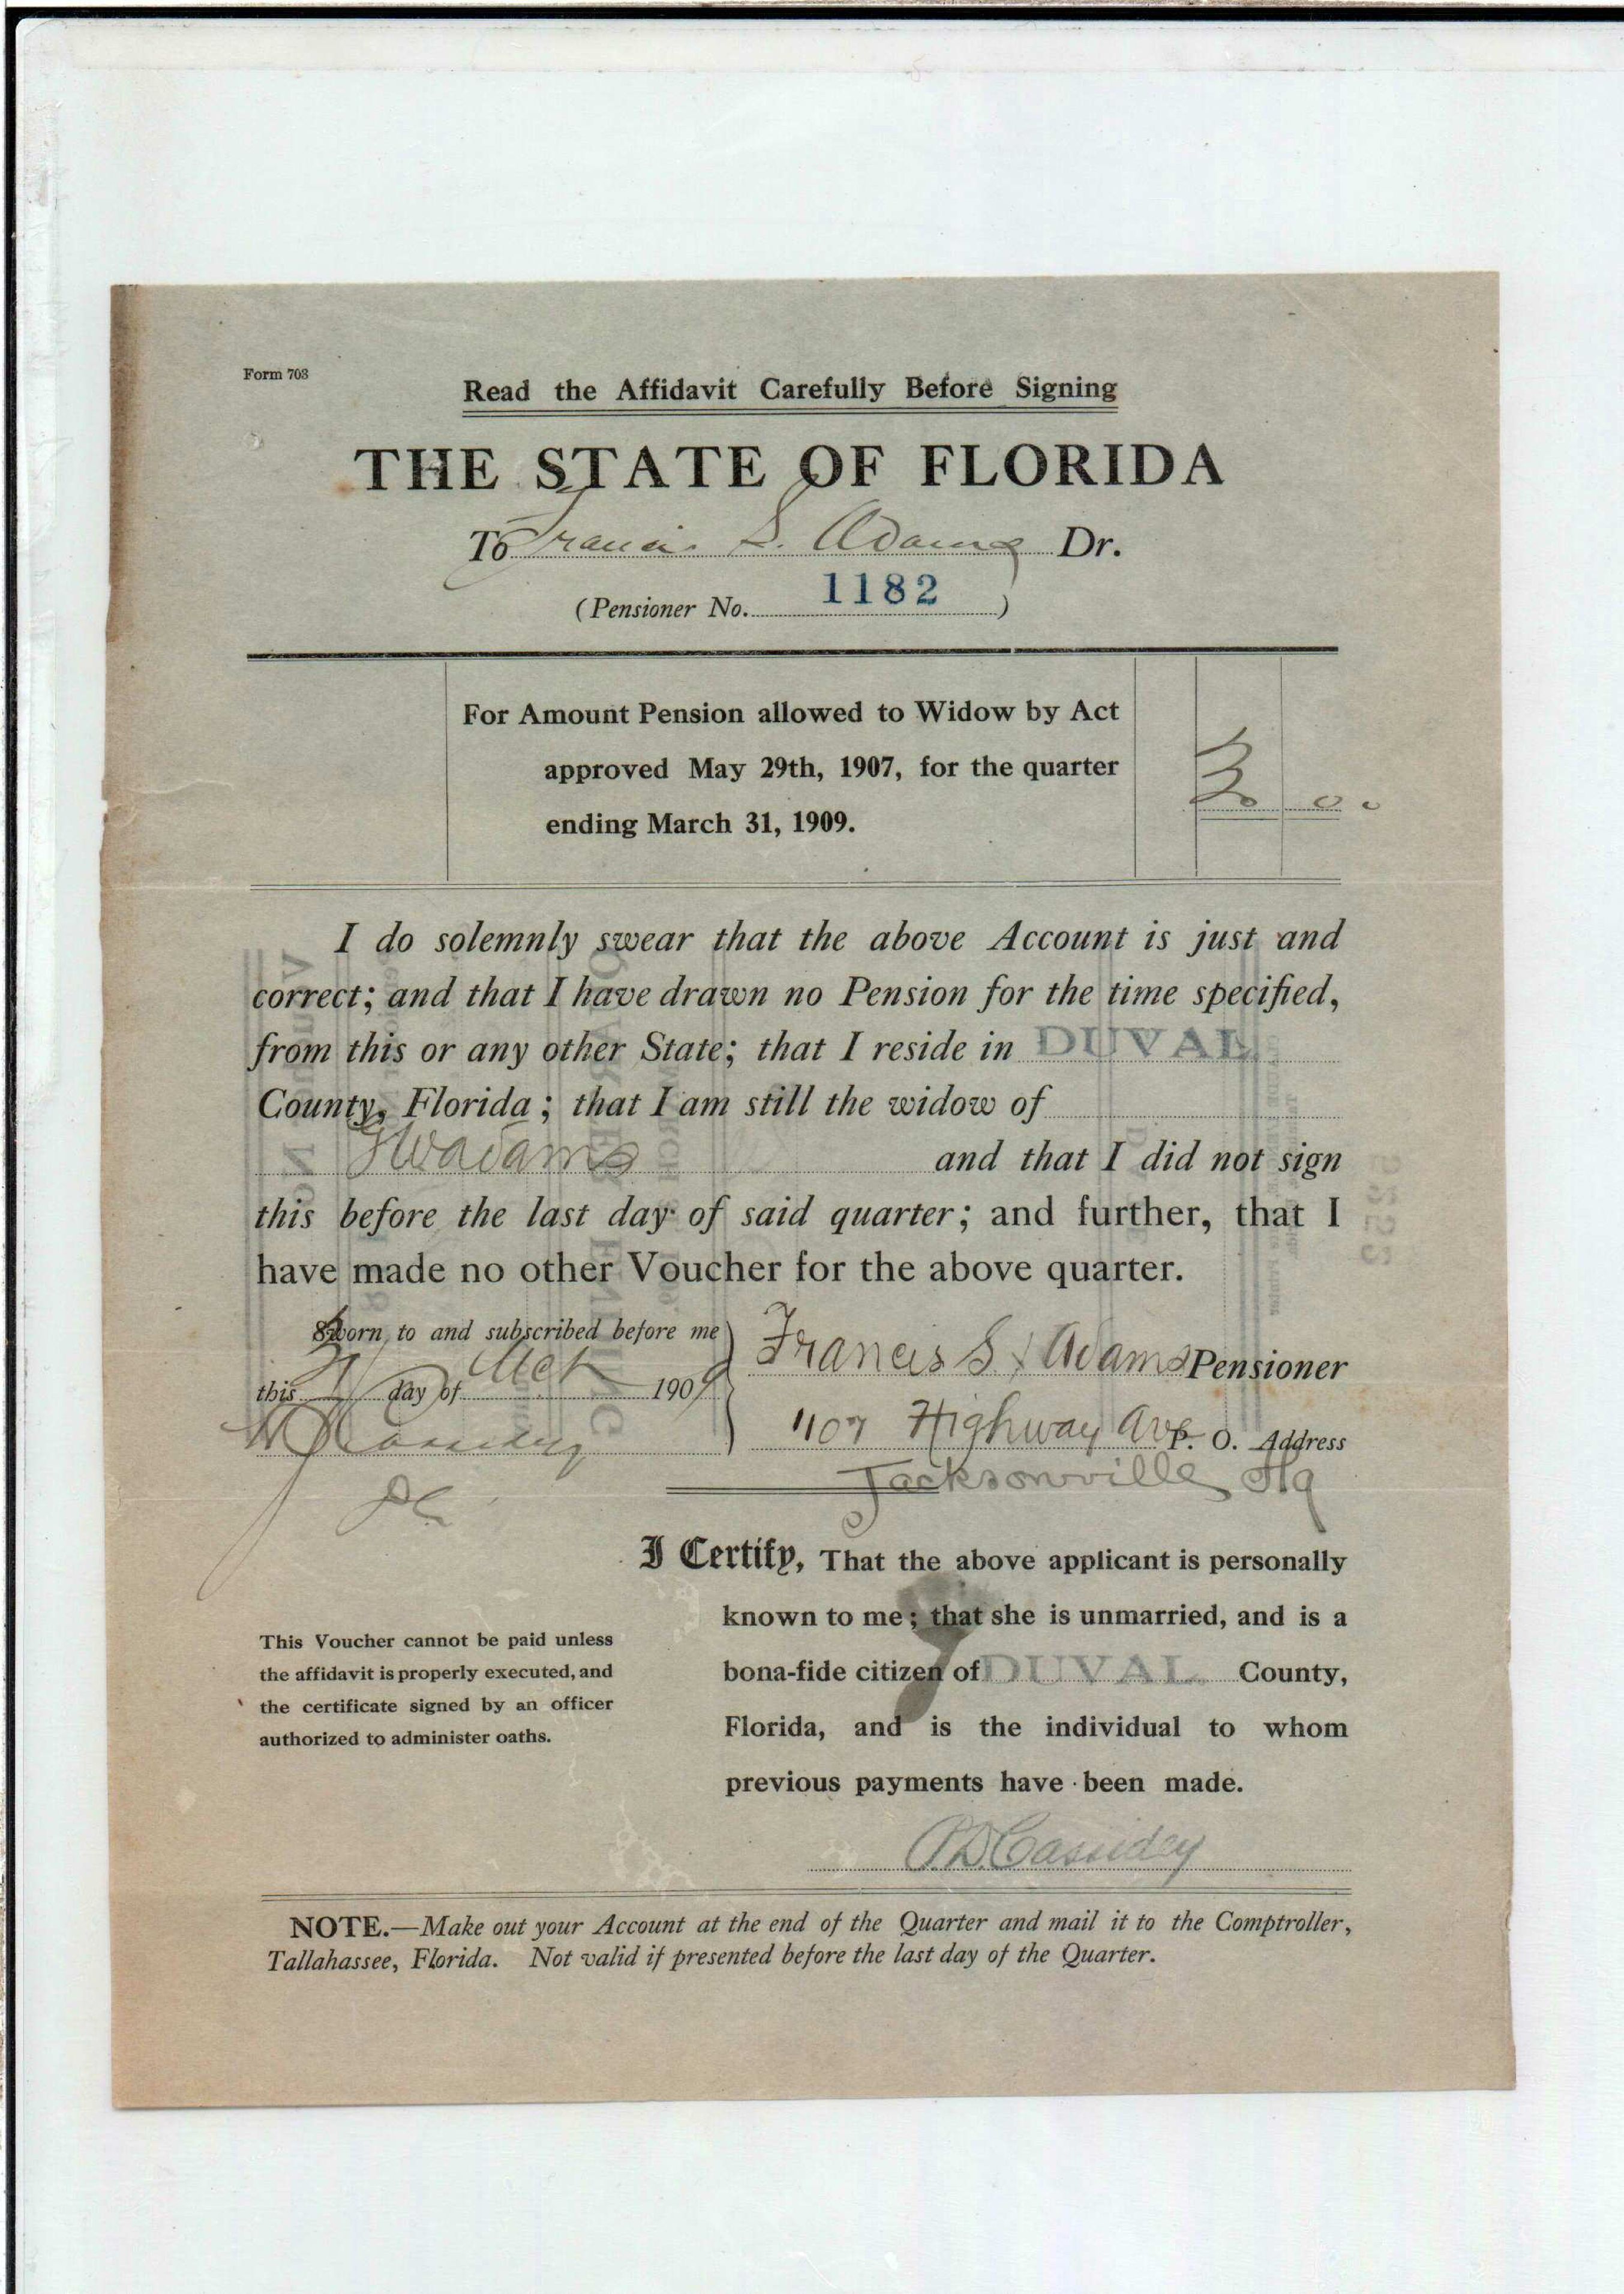 Form 703
Read the Affidavit Carefully Before Signing
THE STATE OF FLORIDA
To Francis S. Adams Dr.
(Pensioner No. 1182 )
For Amount Pension allowed to Widow by Act
approved May 29th, 1907, for the quarter
ending March 31, 1909.
00
I do solemnly swear that the above Account is just and
correct; and that I have drawn no Pension for the time specified,
from this or any other State; that I reside in DUVAL
County, Florida; that I am still the widow of
Adams and that I did not sign
this before the last day of said quarter; and further, that I
have made no other Voucher for the above quarter.
Sworn to and subscribed before me
this 31 day of Mch 1909
Francis S. Adams Pensioner
1107 Highway Ave P. O. Address
Jacksonville Fla
I Certify, That the above applicant is personally
known to me; that she is unmarried, and is a
bona-fide citizen of DUVAL County,
Florida, and is the individual to whom
previous payments have been made.
P.D. Cassidey
This Voucher cannot be paid unless
the affidavit is properly executed, and
the certificate signed by an officer
authorized to administer oaths.
NOTE.—Make out your Account at the end of the Quarter and mail it to the Comptroller,
Tallahassee, Florida. Not valid if presented before the last day of the Quarter.